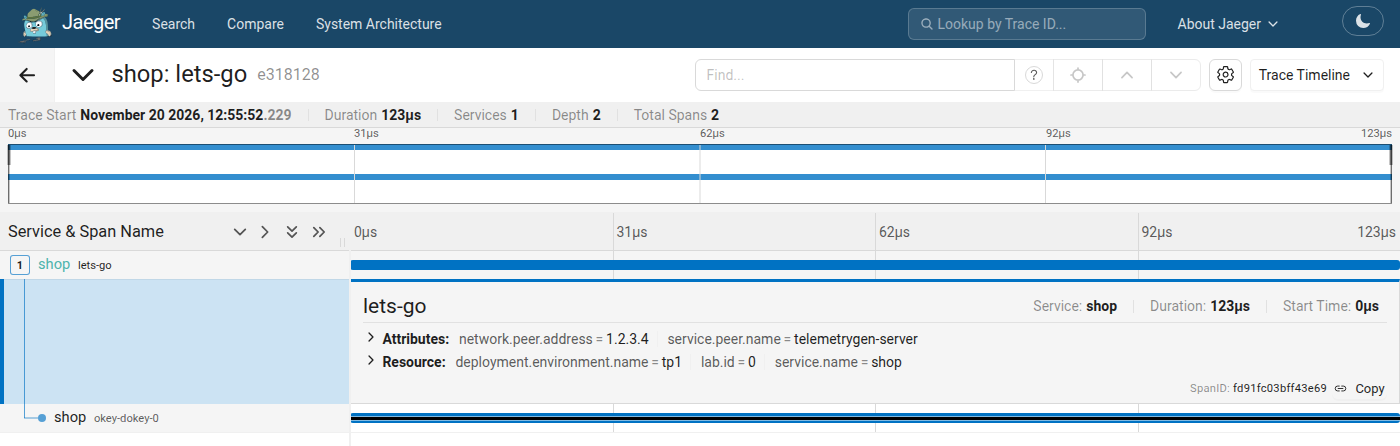 Jaeger Search Compare System Architecture Lookup by Trace ID... About Jaeger
shop: lets-go e318128 Find... ? Trace Timeline
Trace Start November 20 2026, 12:55:52.229 Duration 123μs Services 1 Depth 2 Total Spans 2
0μs 31μs 62μs 92μs 123μs
Service & Span Name 0μs 31μs 62μs 92μs 123μs
1 shop lets-go
lets-go Service: shop Duration: 123μs Start Time: 0μs
Attributes: network.peer.address = 1.2.3.4 service.peer.name = telemetrygen-server
Resource: deployment.environment.name = tp1 lab.id = 0 service.name = shop
SpanID: fd91fc03bff43e69 Copy
shop okey-dokey-0